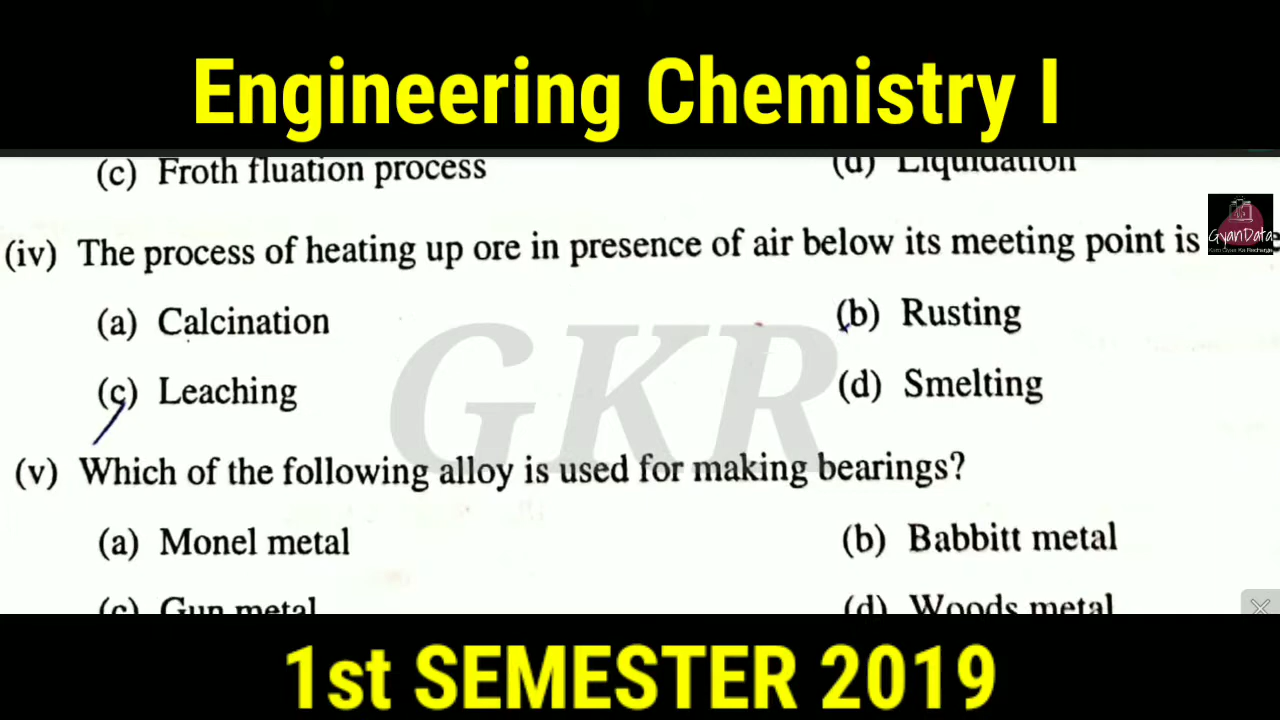 Engineering Chemistry I
(c) Froth fluation process (d) Liquidation
(iv) The process of heating up ore in presence of air below its meeting point is
GyanData
(a) Calcination (b) Rusting
(c) Leaching (d) Smelting
GKR
(v) Which of the following alloy is used for making bearings?
(a) Monel metal (b) Babbitt metal
(c) Gun metal (d) Woods metal
1st SEMESTER 2019